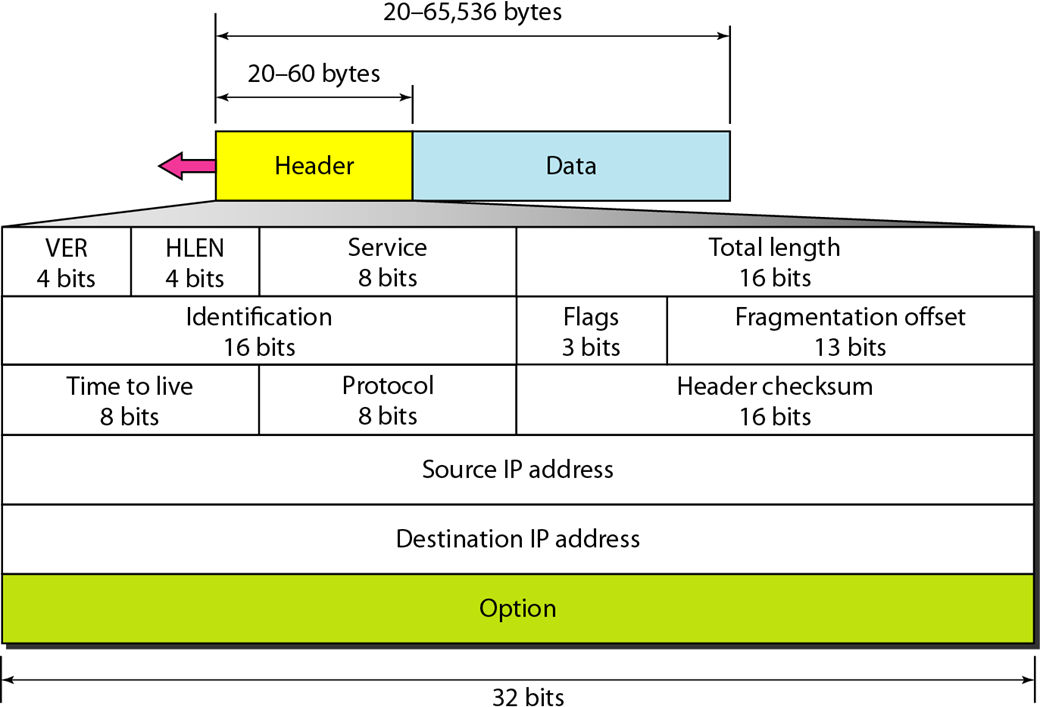 20–65,536 bytes
20–60 bytes
Header
Data
VER
4 bits
HLEN
4 bits
Service
8 bits
Total length
16 bits
Identification
16 bits
Flags
3 bits
Fragmentation offset
13 bits
Time to live
8 bits
Protocol
8 bits
Header checksum
16 bits
Source IP address
Destination IP address
Option
32 bits